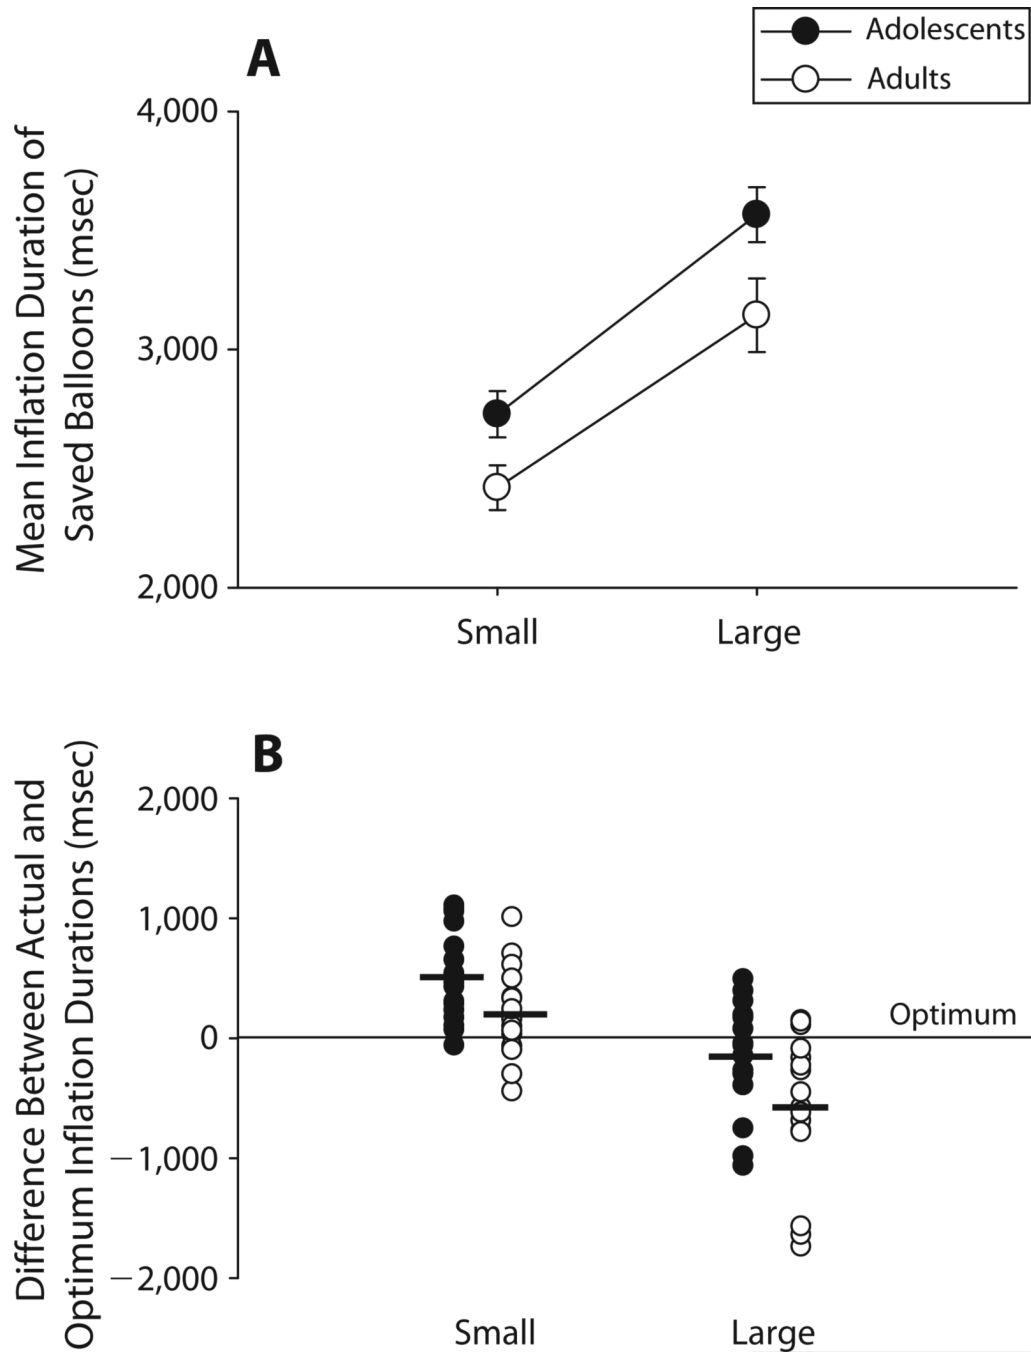 A
Adolescents
Adults
Mean Inflation Duration of
Saved Balloons (msec)
4,000
3,000
2,000
Small
Large
B
Difference Between Actual and
Optimum Inflation Durations (msec)
2,000
1,000
0
−1,000
−2,000
Optimum
Small
Large